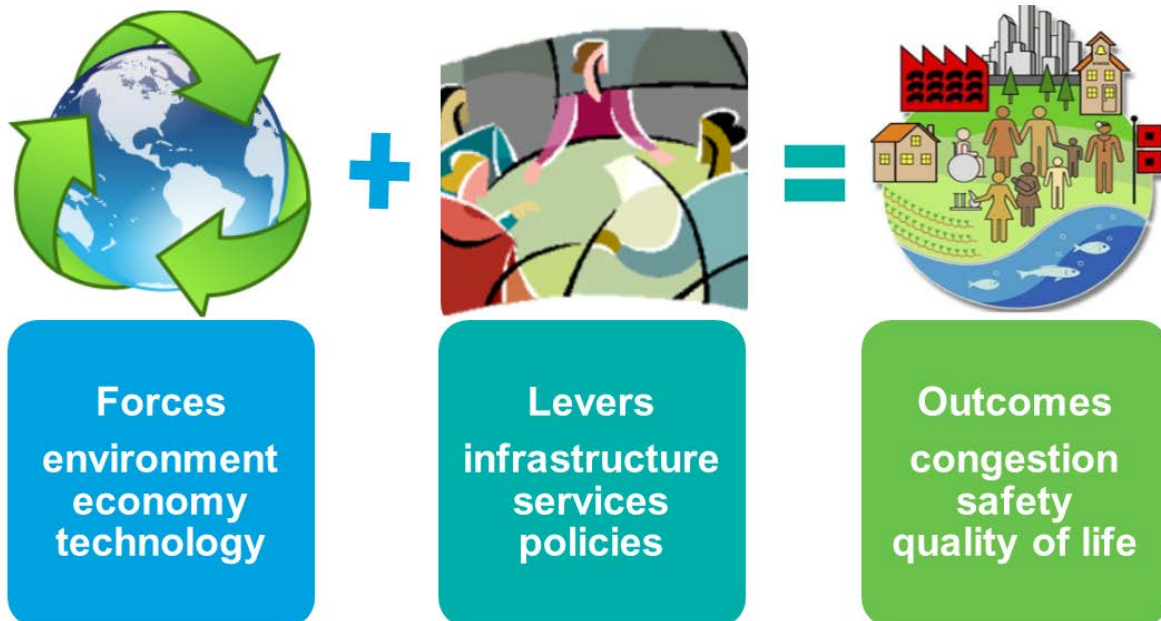 Forces
environment
economy
technology
Levers
infrastructure
services
policies
Outcomes
congestion
safety
quality of life